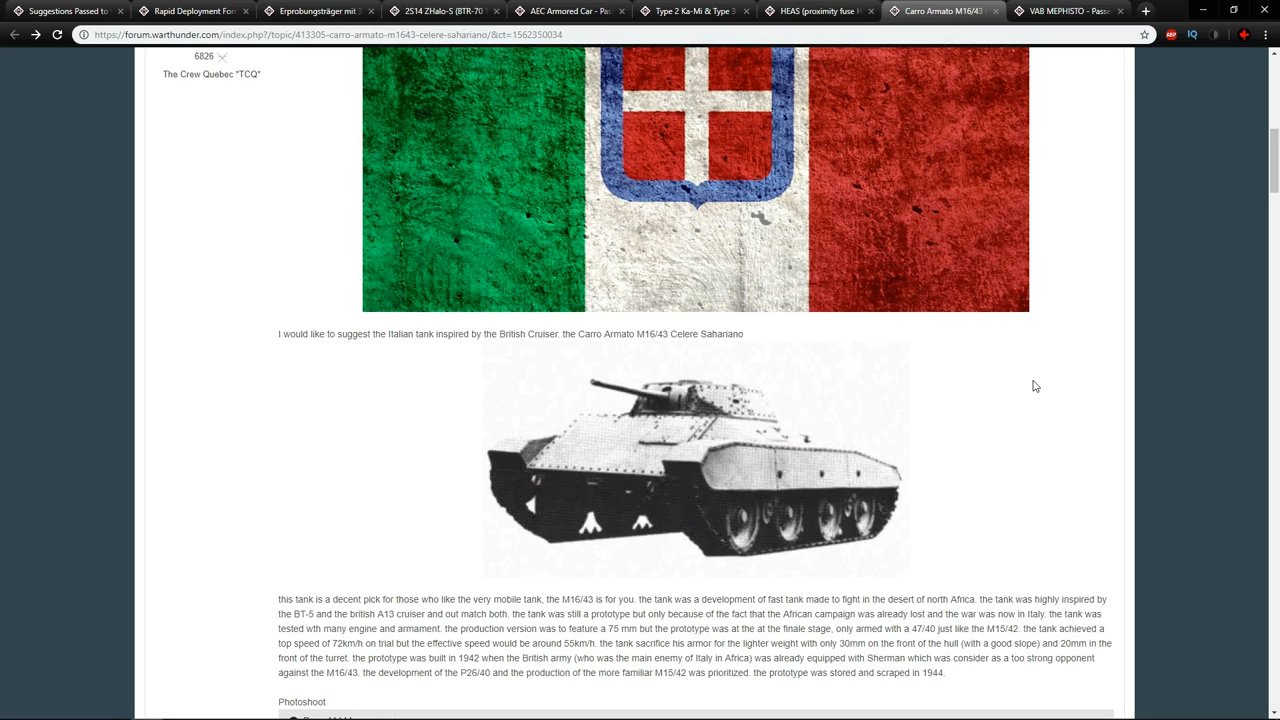 Suggestions Passed to
Rapid Deployment For
Erprobungsträger mit 3
2S14 ZHalo-S (BTR-70
AEC Armored Car - Pas
Type 2 Ka-Mi & Type 3
HEAS (proximity fuse H
Carro Armato M16/43
VAB MEPHISTO - Passe
https://forum.warthunder.com/index.php?/topic/413305-carro-armato-m1643-celere-sahariano/&ct=1562350034
ABP
IQ
6826
The Crew Quebec "TCQ"
I would like to suggest the Italian tank inspired by the British Cruiser. the Carro Armato M16/43 Celere Sahariano
this tank is a decent pick for those who like the very mobile tank, the M16/43 is for you. the tank was a development of fast tank made to fight in the desert of north Africa. the tank was highly inspired by
the BT-5 and the british A13 cruiser and out match both. the tank was still a prototype but only because of the fact that the African campaign was already lost and the war was now in Italy. the tank was
tested wth many engine and armament. the production version was to feature a 75 mm but the prototype was at the at the finale stage, only armed with a 47/40 just like the M15/42. the tank achieved a
top speed of 72km/h on trial but the effective speed would be around 55km/h. the tank sacrifice his armor for the lighter weight with only 30mm on the front of the hull (with a good slope) and 20mm in the
front of the turret. the prototype was built in 1942 when the British army (who was the main enemy of Italy in Africa) was already equipped with Sherman which was consider as a too strong opponent
against the M16/43. the development of the P26/40 and the production of the more familiar M15/42 was prioritized. the prototype was stored and scraped in 1944.
Photoshoot